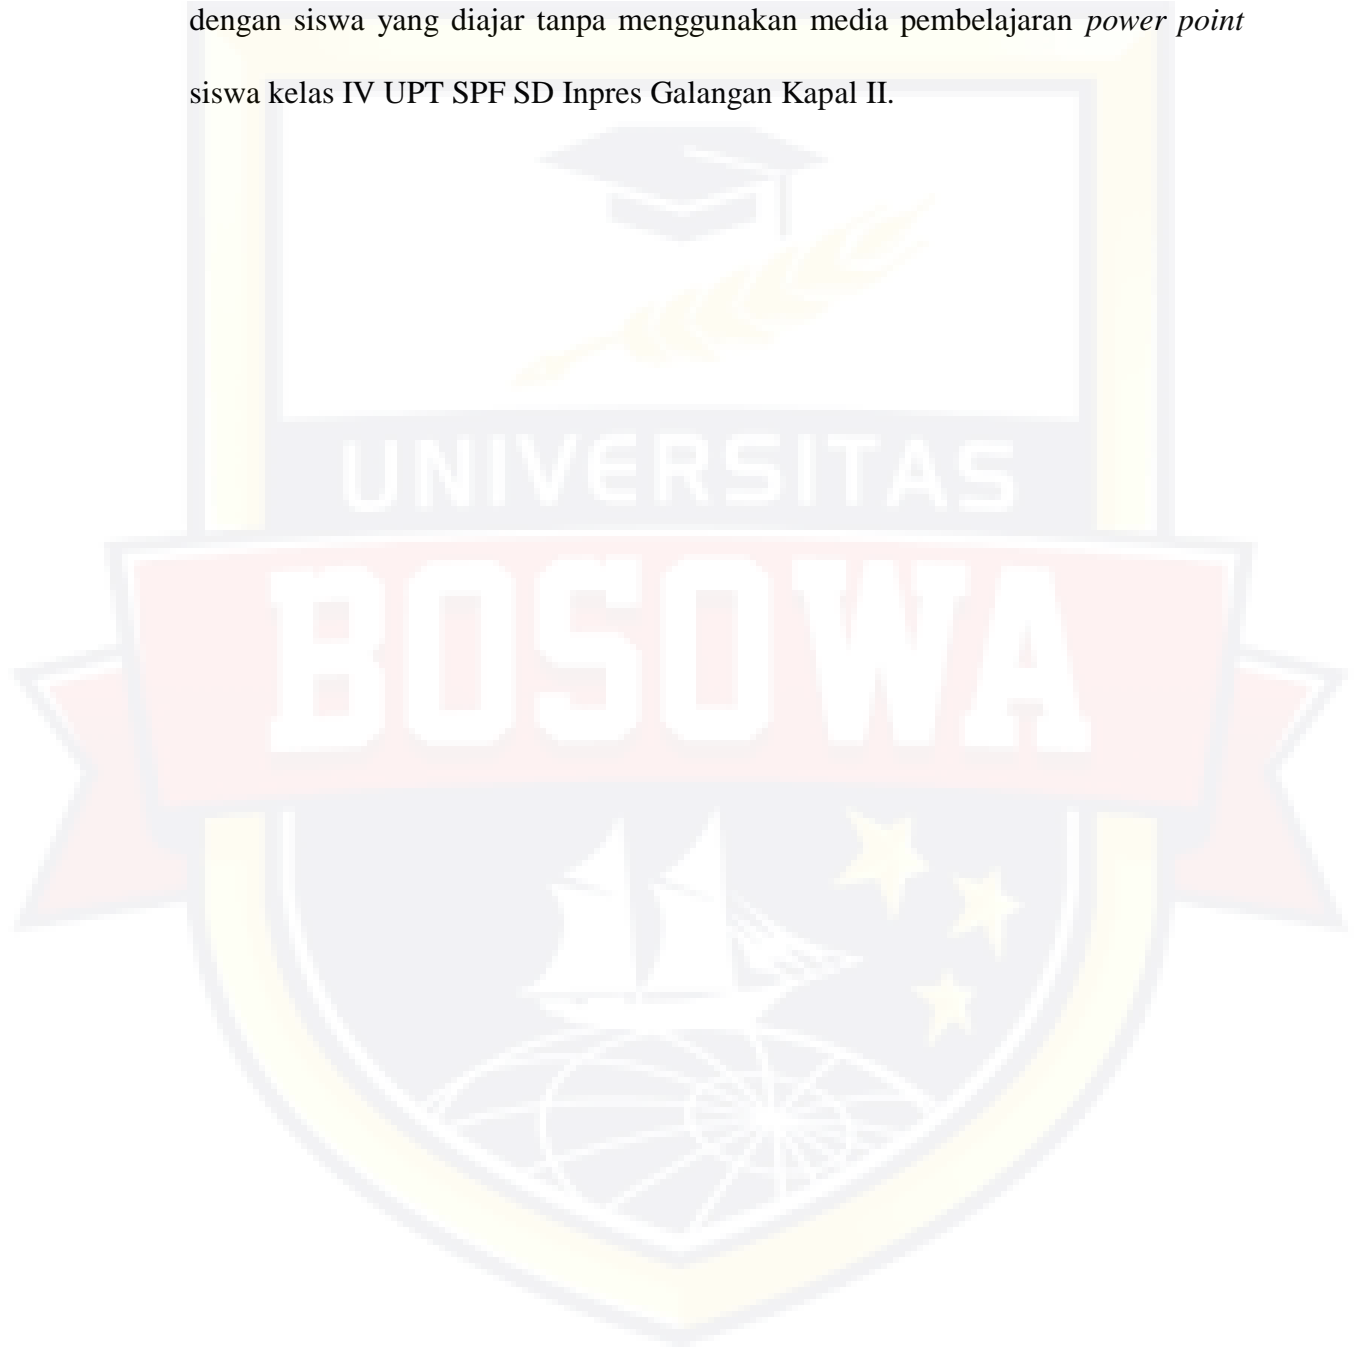 dengan siswa yang diajar tanpa menggunakan media pembelajaran power point
siswa kelas IV UPT SPF SD Inpres Galangan Kapal II.
UNIVERSITAS
BOSOWA